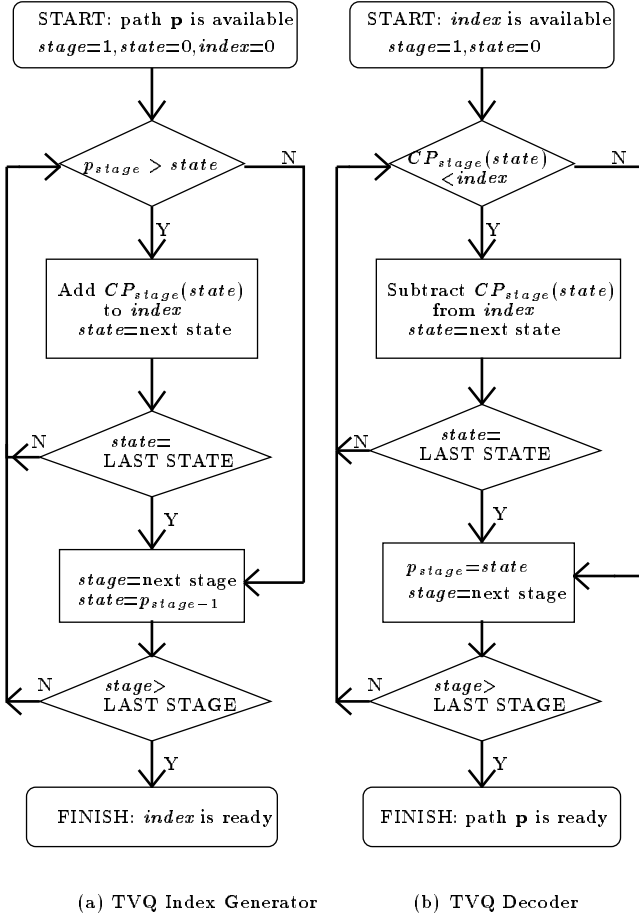 START: path p is available
stage=1,state=0,index=0
p_stage > state
N
Y
Add CP_stage(state)
to index
state=next state
state=
LAST STATE
N
Y
stage=next stage
state=p_stage-1
stage>
LAST STAGE
N
Y
FINISH: index is ready
(a) TVQ Index Generator
START: index is available
stage=1,state=0
CP_stage(state)
<index
N
Y
Subtract CP_stage(state)
from index
state=next state
state=
LAST STATE
N
Y
p_stage=state
stage=next stage
stage>
LAST STAGE
N
Y
FINISH: path p is ready
(b) TVQ Decoder